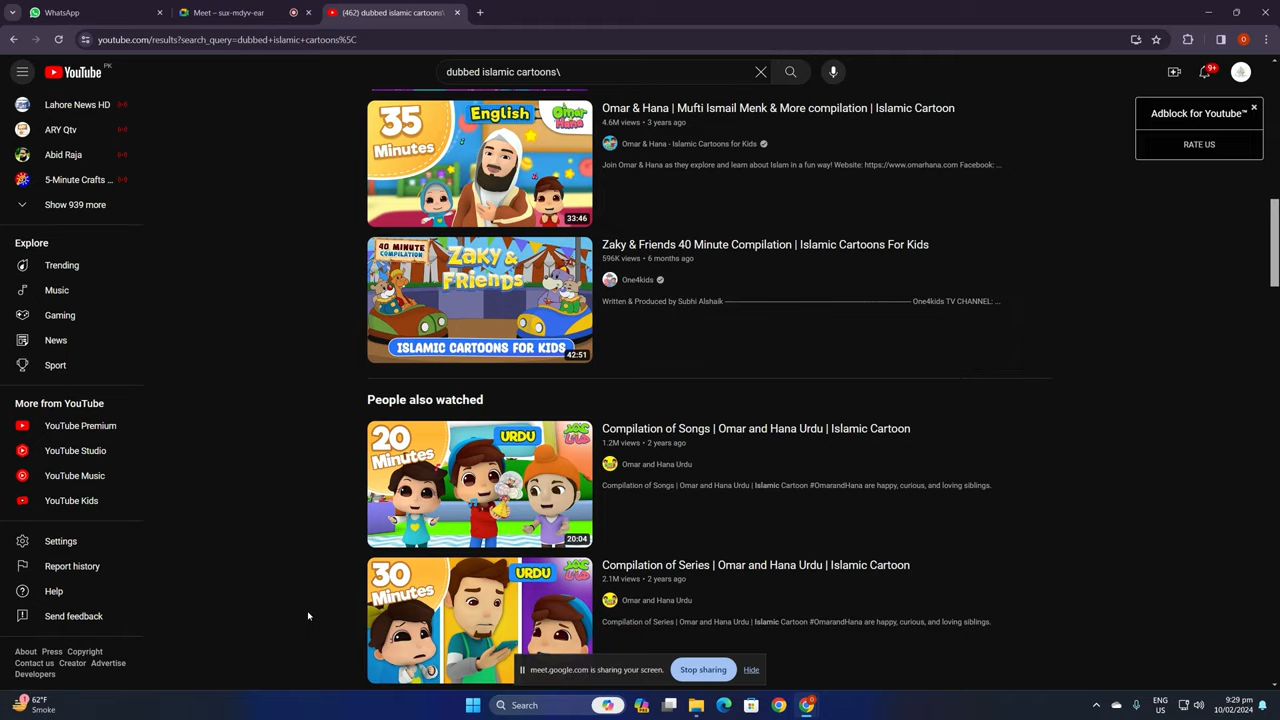 WhatsApp
Meet – sux-mdyv-ear
(462) dubbed islamic cartoons\
youtube.com/results?search_query=dubbed+islamic+cartoons%5C
YouTube PK
dubbed islamic cartoons\
9+
Lahore News HD
ARY Qtv
Abid Raja
5-Minute Crafts ...
Show 939 more
Explore
Trending
Music
Gaming
News
Sport
More from YouTube
YouTube Premium
YouTube Studio
YouTube Music
YouTube Kids
Settings
Report history
Help
Send feedback
About Press Copyright
Contact us Creator Advertise
Developers
35
Minutes
English
Omar
Hana
33:46
Omar & Hana | Mufti Ismail Menk & More compilation | Islamic Cartoon
4.6M views • 3 years ago
Omar & Hana - Islamic Cartoons for Kids
Join Omar & Hana as they explore and learn about Islam in a fun way! Website: https://www.omarhana.com Facebook: ...
40 MINUTE
COMPILATION
ZAKY &
FRIENDS
ISLAMIC CARTOONS FOR KIDS
42:51
Zaky & Friends 40 Minute Compilation | Islamic Cartoons For Kids
596K views • 6 months ago
One4kids
Written & Produced by Subhi Alshaik ---------------------------------------------------------------- One4kids TV CHANNEL: ...
People also watched
20
Minutes
URDU
20:04
Compilation of Songs | Omar and Hana Urdu | Islamic Cartoon
1.2M views • 2 years ago
Omar and Hana Urdu
Compilation of Songs | Omar and Hana Urdu | Islamic Cartoon #OmarandHana are happy, curious, and loving siblings.
30
Minutes
URDU
Compilation of Series | Omar and Hana Urdu | Islamic Cartoon
2.1M views • 2 years ago
Omar and Hana Urdu
Compilation of Series | Omar and Hana Urdu | Islamic Cartoon #OmarandHana are happy, curious, and loving siblings.
Adblock for Youtube™
RATE US
meet.google.com is sharing your screen.
Stop sharing
Hide
62°F
Smoke
Search
ENG
US
9:29 pm
10/02/2024